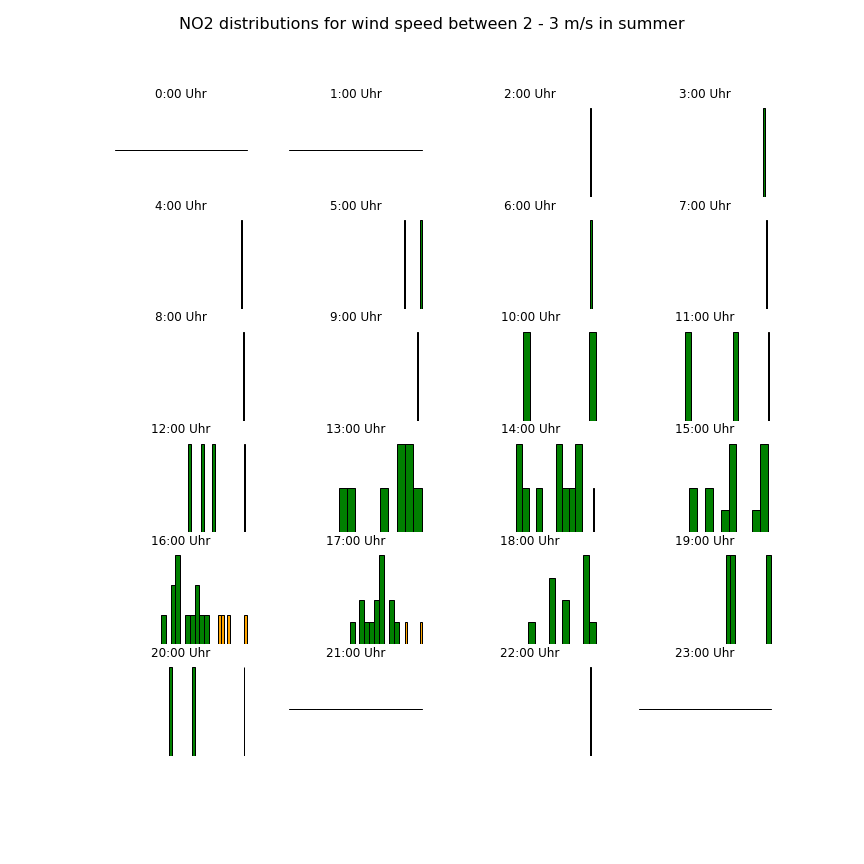 NO2 distributions for wind speed between 2 - 3 m/s in summer
0:00 Uhr
1:00 Uhr
2:00 Uhr
3:00 Uhr
4:00 Uhr
5:00 Uhr
6:00 Uhr
7:00 Uhr
8:00 Uhr
9:00 Uhr
10:00 Uhr
11:00 Uhr
12:00 Uhr
13:00 Uhr
14:00 Uhr
15:00 Uhr
16:00 Uhr
17:00 Uhr
18:00 Uhr
19:00 Uhr
20:00 Uhr
21:00 Uhr
22:00 Uhr
23:00 Uhr